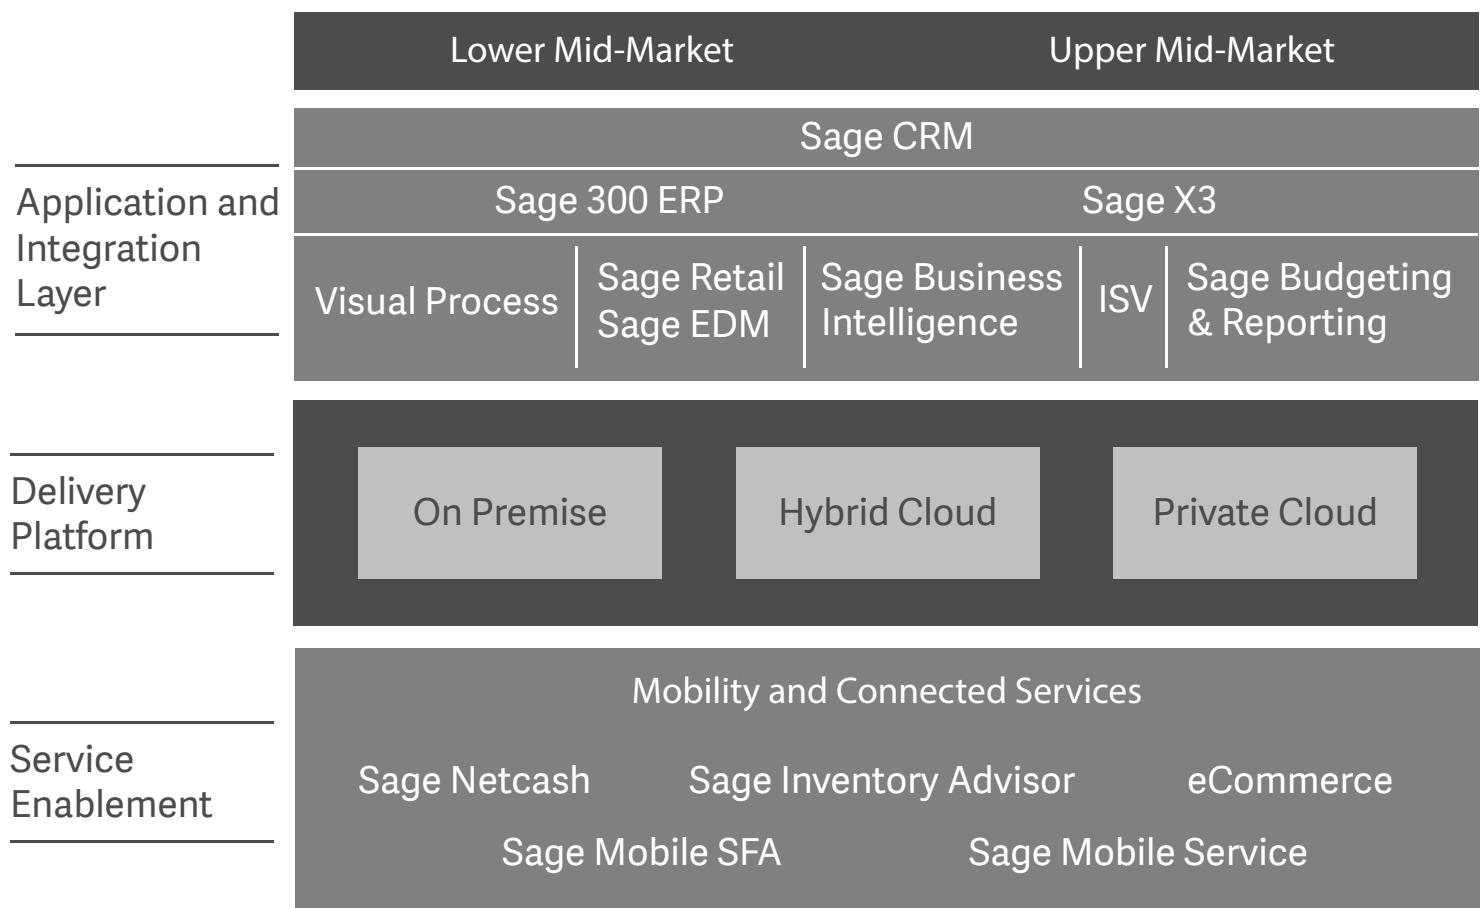 Lower Mid-Market Upper Mid-Market
Application and
Integration
Layer
Sage CRM
Sage 300 ERP Sage X3
Visual Process
Sage Retail
Sage EDM
Sage Business
Intelligence
ISV
Sage Budgeting
& Reporting
Delivery
Platform
On Premise
Hybrid Cloud
Private Cloud
Service
Enablement
Mobility and Connected Services
Sage Netcash Sage Inventory Advisor eCommerce
Sage Mobile SFA Sage Mobile Service